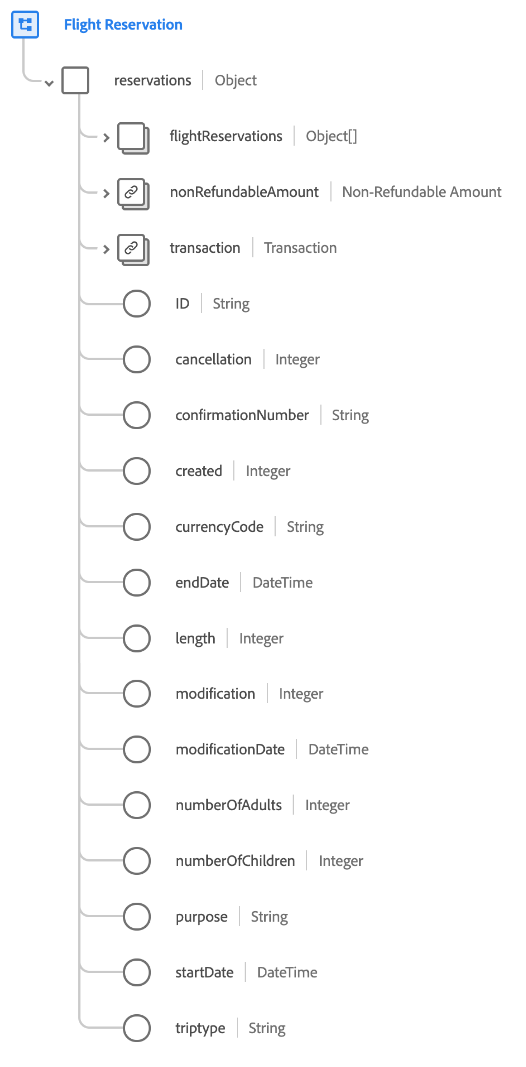 Flight Reservation
reservations Object
flightReservations Object[]
nonRefundableAmount Non-Refundable Amount
transaction Transaction
ID String
cancellation Integer
confirmationNumber String
created Integer
currencyCode String
endDate DateTime
length Integer
modification Integer
modificationDate DateTime
numberOfAdults Integer
numberOfChildren Integer
purpose String
startDate DateTime
triptype String